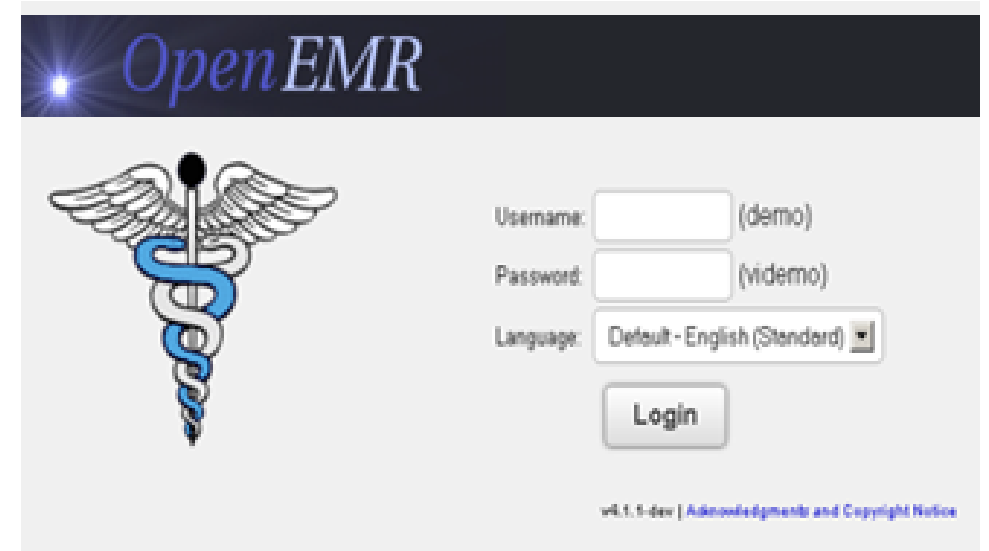 OpenEMR
Username: (demo)
Password: (videmo)
Language: Default - English (Standard)
Login
v4.1.1-dev | Acknowledgments and Copyright Notice